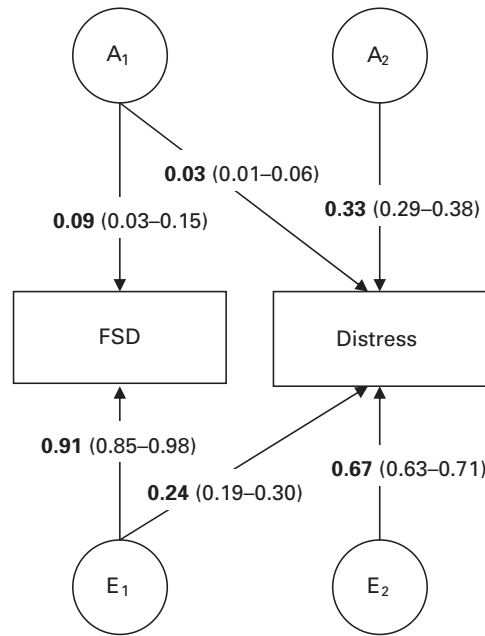 A₁
A₂
0.03 (0.01–0.06)
0.09 (0.03–0.15)
0.33 (0.29–0.38)
FSD
Distress
0.91 (0.85–0.98)
0.24 (0.19–0.30)
0.67 (0.63–0.71)
E₁
E₂